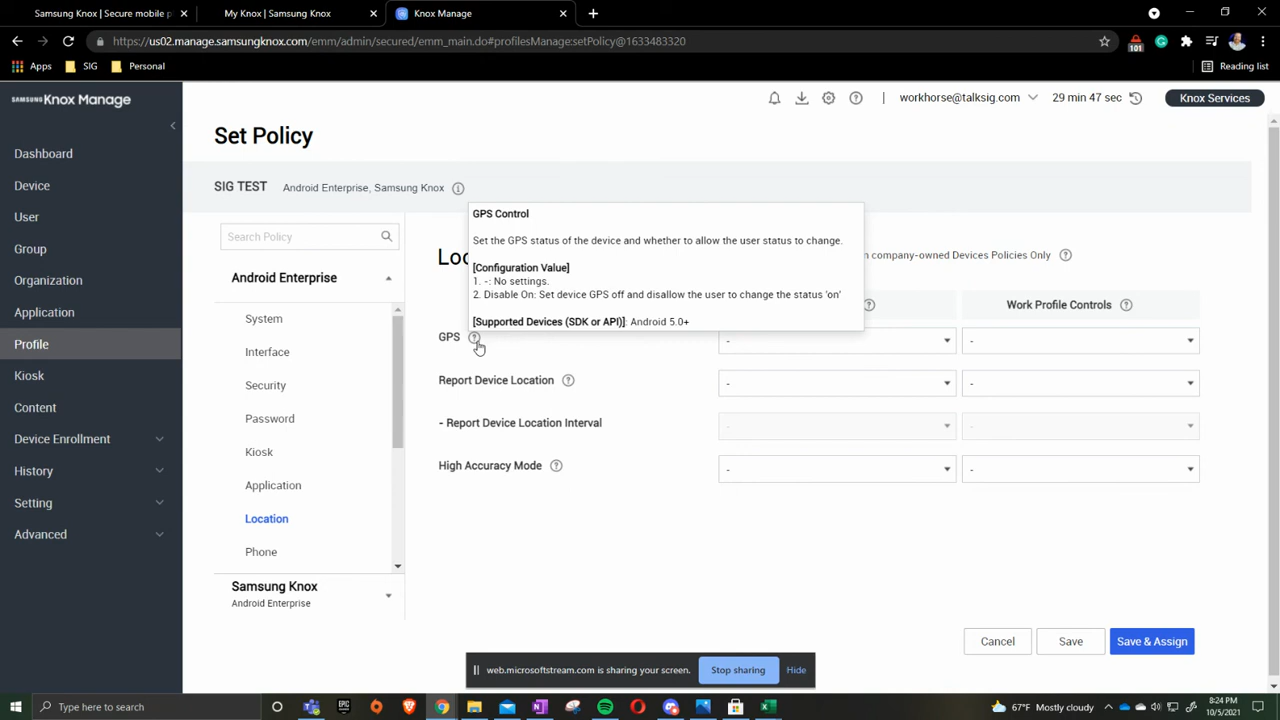 Samsung Knox | Secure mobile p
My Knox | Samsung Knox
Knox Manage
https://us02.manage.samsungknox.com/emm/admin/secured/emm_main.do#profilesManage:setPolicy@1633483320
101
Apps
SIG
Personal
Reading list
SAMSUNG Knox Manage
workhorse@talksig.com
29 min 47 sec
Knox Services
Dashboard
Device
User
Group
Organization
Application
Profile
Kiosk
Content
Device Enrollment
History
Setting
Advanced
Set Policy
SIG TEST
Android Enterprise, Samsung Knox
Search Policy
Android Enterprise
System
Interface
Security
Password
Kiosk
Application
Location
Phone
Samsung Knox
Android Enterprise
GPS Control
Set the GPS status of the device and whether to allow the user status to change.
[Configuration Value]
1. -: No settings.
2. Disable On: Set device GPS off and disallow the user to change the status 'on'
[Supported Devices (SDK or API)]: Android 5.0+
Loc
n company-owned Devices Policies Only
Work Profile Controls
GPS
-
-
Report Device Location
-
-
- Report Device Location Interval
-
-
High Accuracy Mode
-
-
Cancel
Save
Save & Assign
web.microsoftstream.com is sharing your screen.
Stop sharing
Hide
Type here to search
EPIC
67°F Mostly cloudy
8:24 PM
10/5/2021